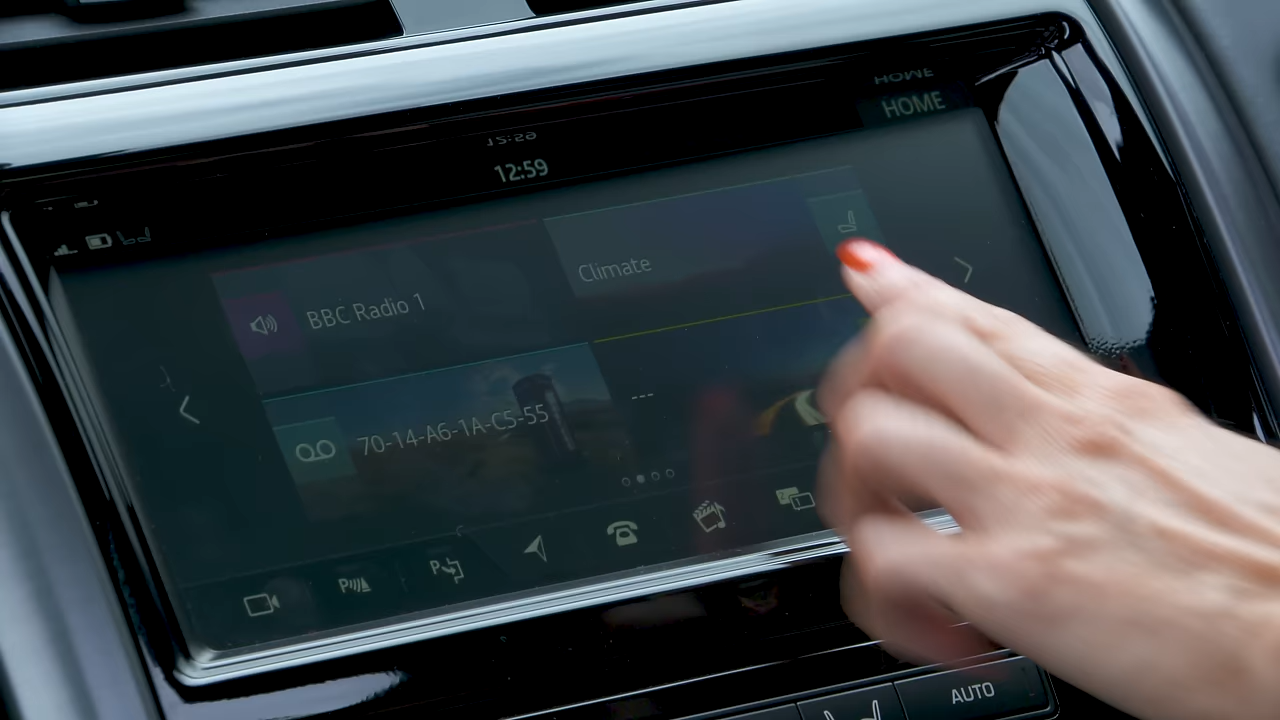 HOME
12:59
Climate
BBC Radio 1
70-14-A6-1A-C5-55
---
P
P
AUTO